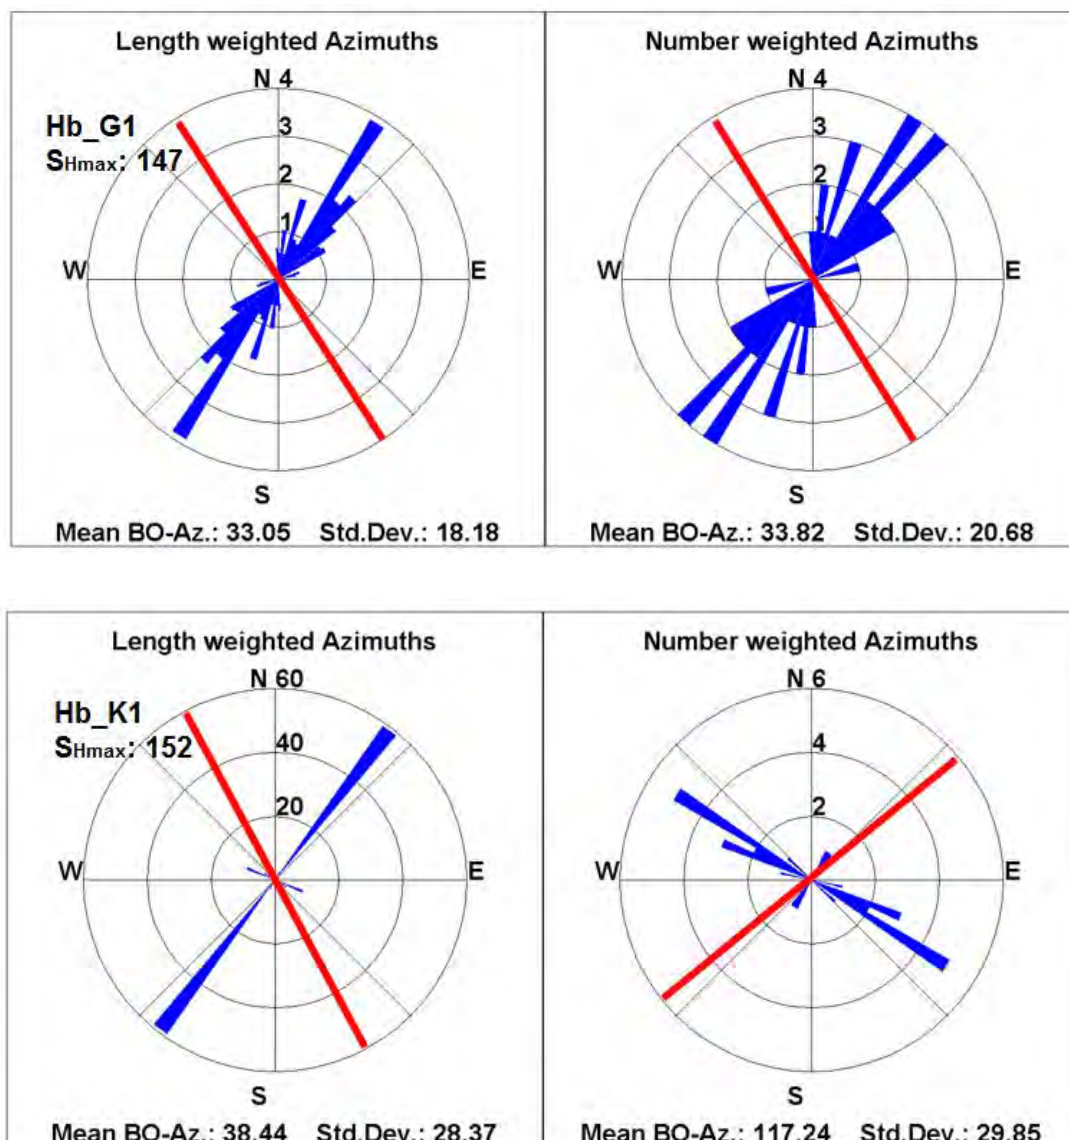 Length weighted Azimuths
Number weighted Azimuths
N 4
N 4
Hb_G1
SHmax: 147
3
2
1
3
2
1
W
E
W
E
S
S
Mean BO-Az.: 33.05 Std.Dev.: 18.18
Mean BO-Az.: 33.82 Std.Dev.: 20.68
Length weighted Azimuths
Number weighted Azimuths
N 60
N 6
Hb_K1
SHmax: 152
40
20
4
2
W
E
W
E
S
S
Mean BO-Az.: 38.44 Std.Dev.: 28.37
Mean BO-Az.: 117.24 Std.Dev.: 29.85